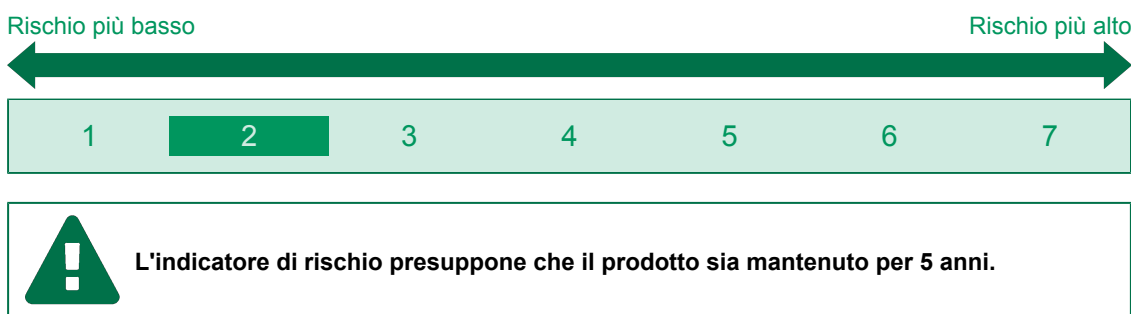 Rischio più basso Rischio più alto
1 2 3 4 5 6 7
L'indicatore di rischio presuppone che il prodotto sia mantenuto per 5 anni.